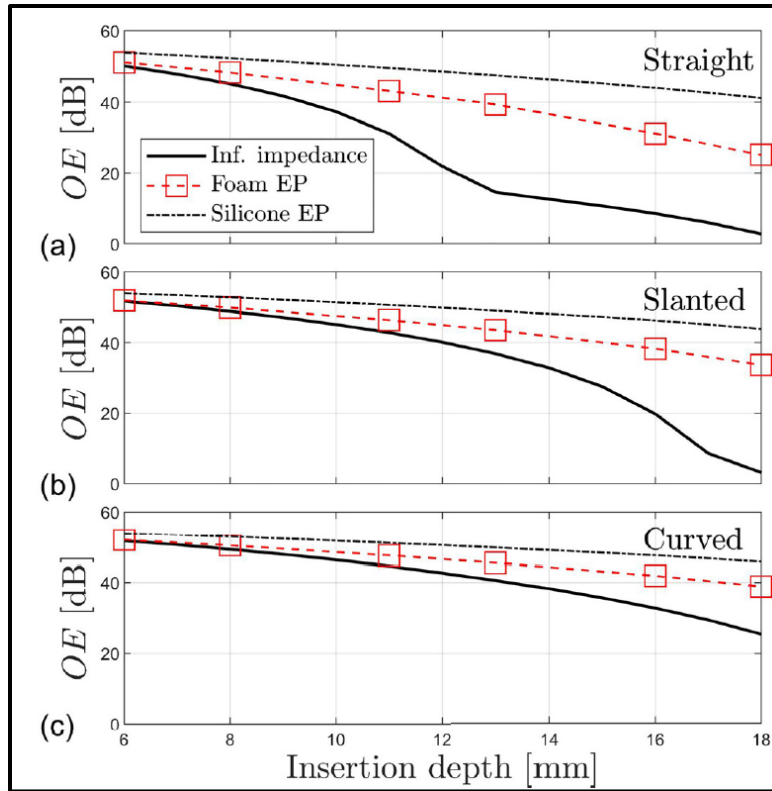 60
40
20
0
OE [dB]
Straight
Inf. impedance
Foam EP
Silicone EP
(a)
60
40
20
0
OE [dB]
Slanted
(b)
60
40
20
0
OE [dB]
Curved
(c)
6 8 10 12 14 16 18
Insertion depth [mm]